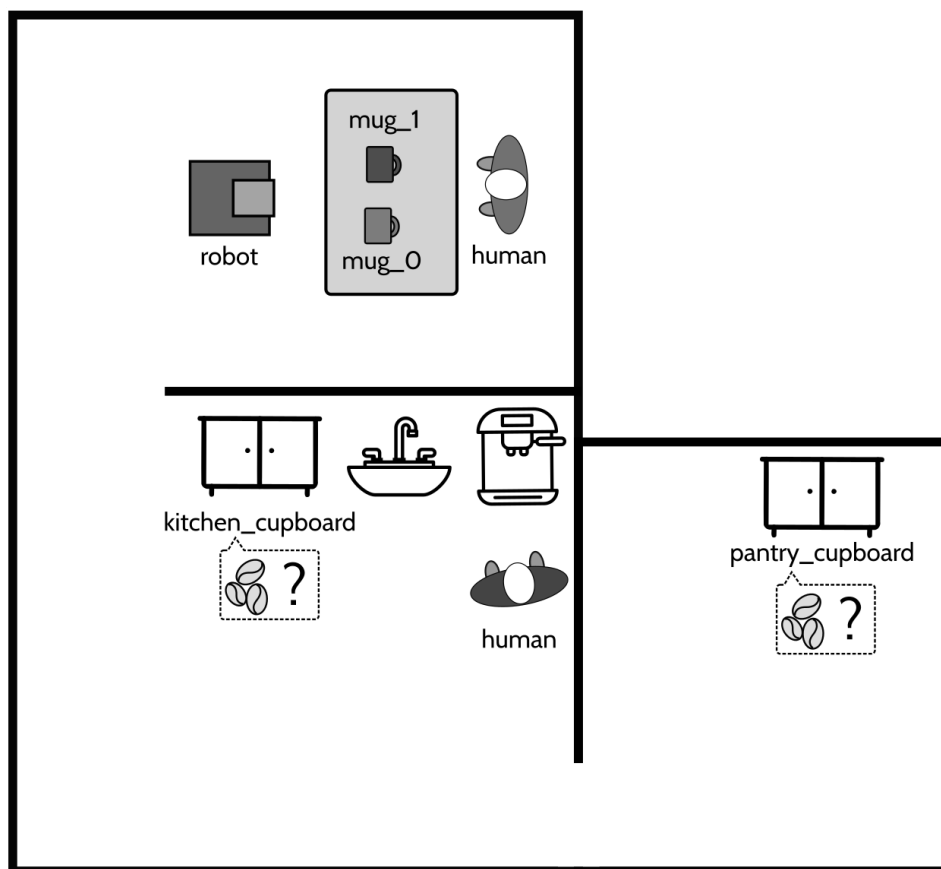 mug_1
mug_0
robot
human
kitchen_cupboard
?
human
pantry_cupboard
?